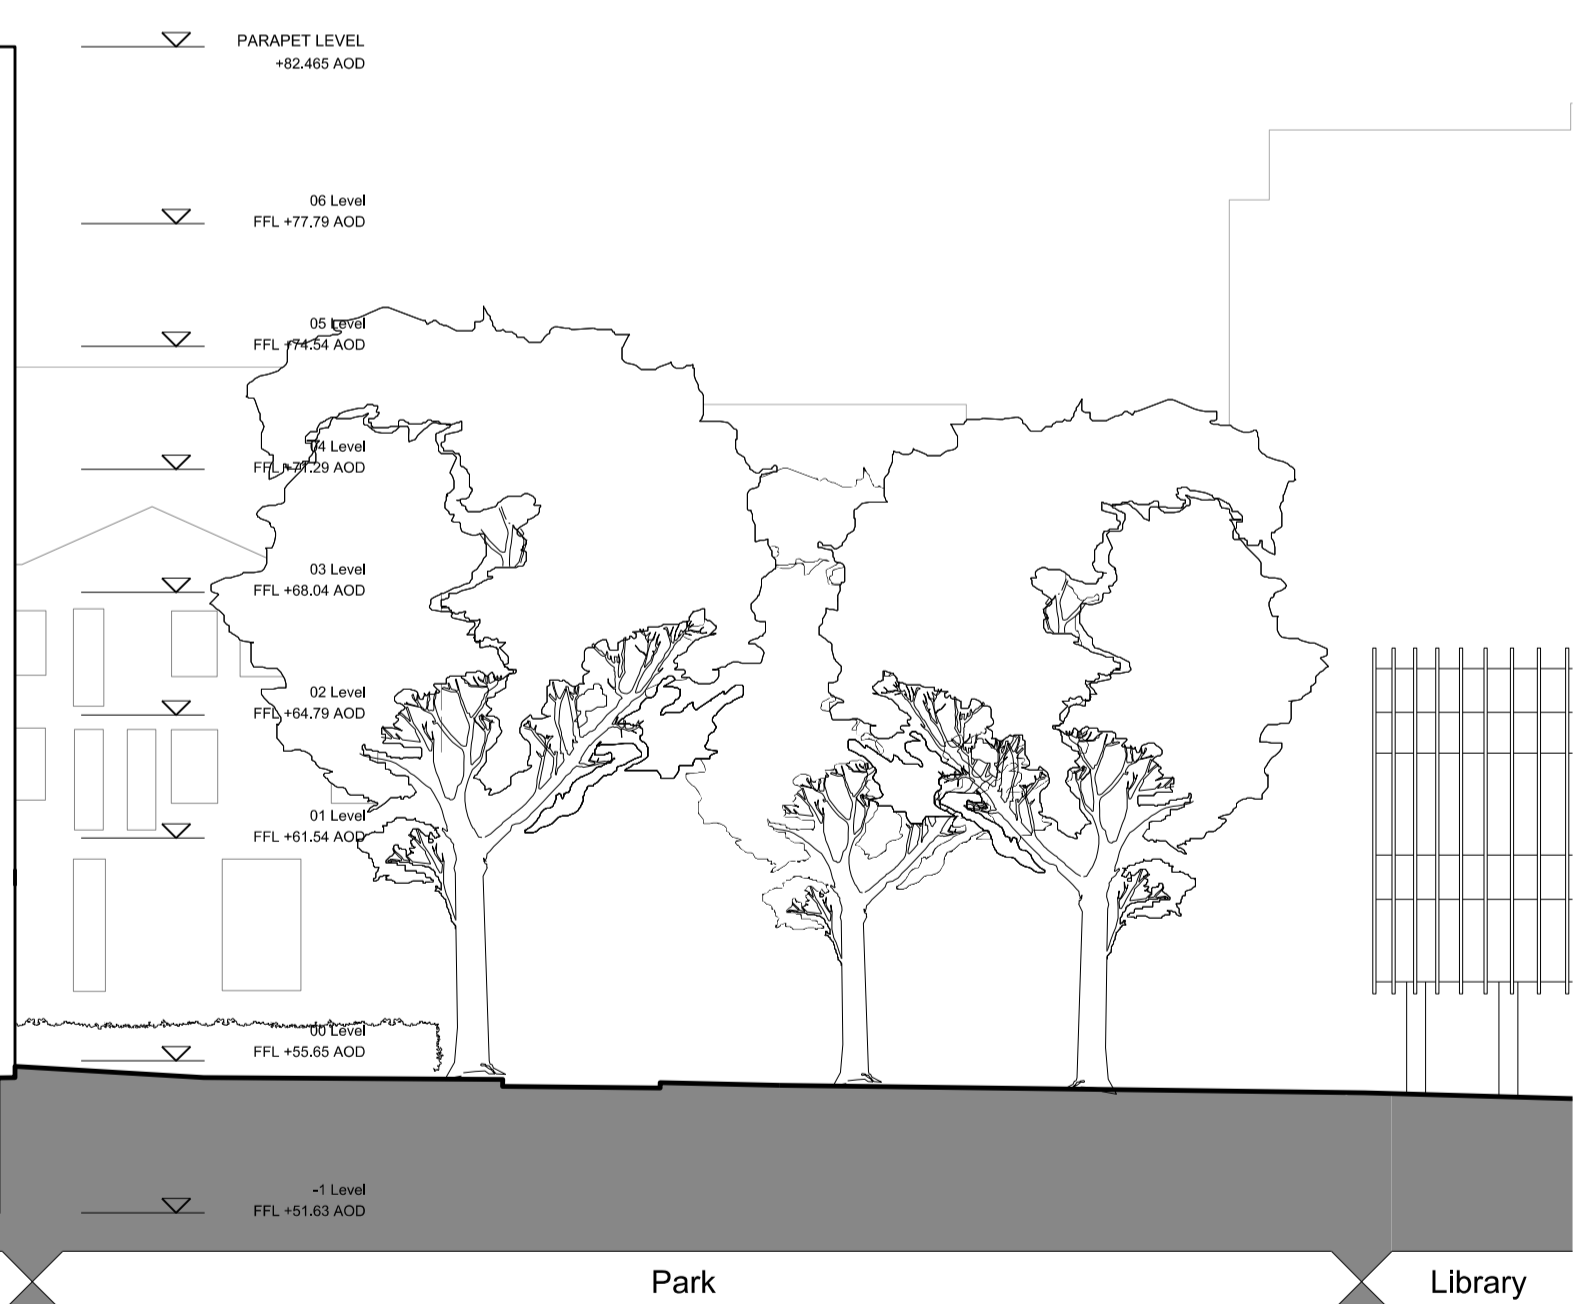 PARAPET LEVEL
+82.465 AOD
06 Level
FFL +77.79 AOD
05 Level
FFL +74.54 AOD
04 Level
FFL +71.29 AOD
03 Level
FFL +68.04 AOD
02 Level
FFL +64.79 AOD
01 Level
FFL +61.54 AOD
00 Level
FFL +55.65 AOD
-1 Level
FFL +51.63 AOD
Park
Library